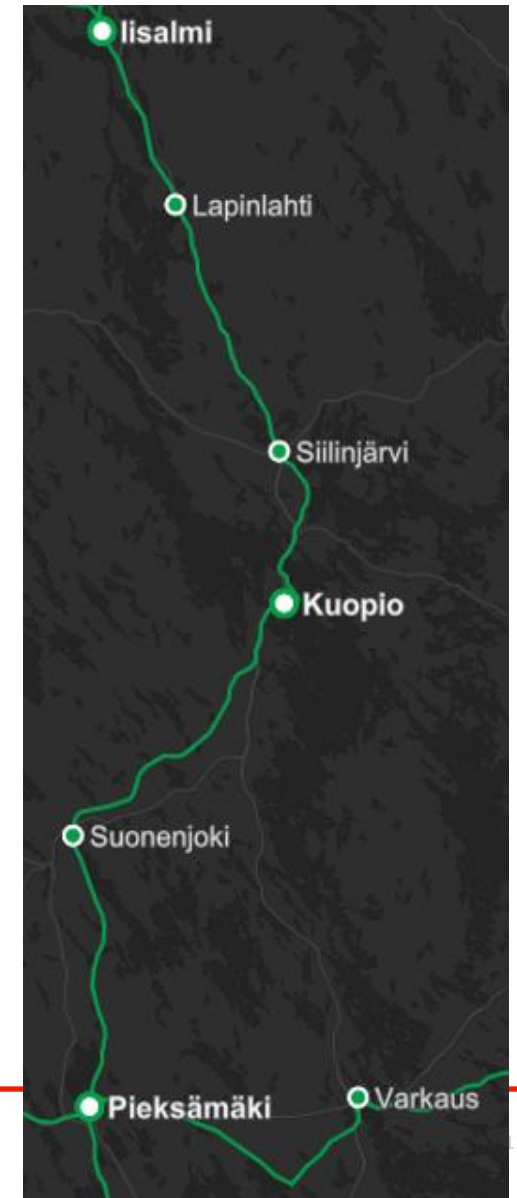 Iisalmi
Lapinlahti
Siilinjärvi
Kuopio
Suonenjoki
Varkaus
Pieksämäki